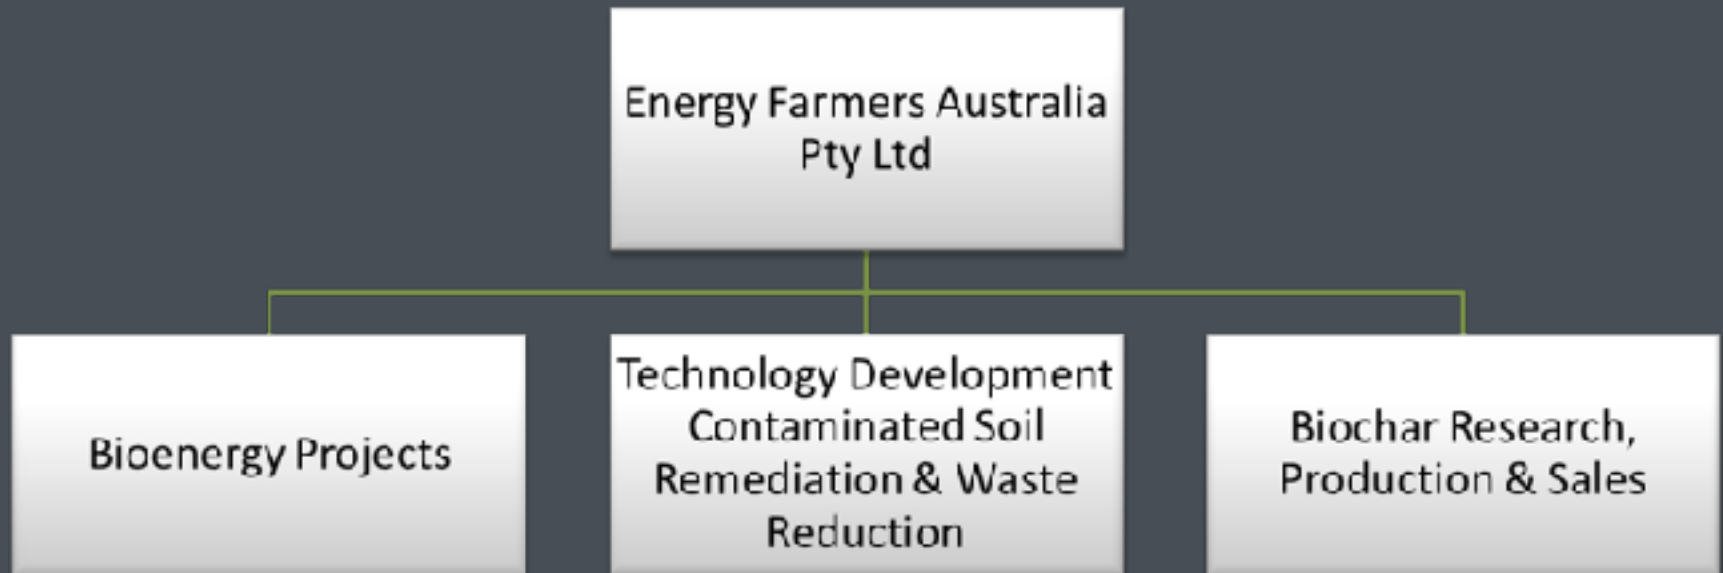 Energy Farmers Australia
Pty Ltd
Bioenergy Projects
Technology Development
Contaminated Soil
Remediation & Waste
Reduction
Biochar Research,
Production & Sales